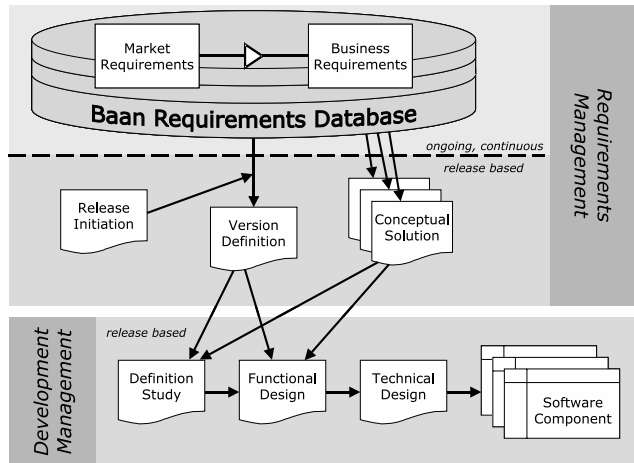 Market
Requirements
Business
Requirements
Baan Requirements Database
ongoing, continuous
release based
Requirements
Management
Release
Initiation
Version
Definition
Conceptual
Solution
Development
Management
release based
Definition
Study
Functional
Design
Technical
Design
Software
Component